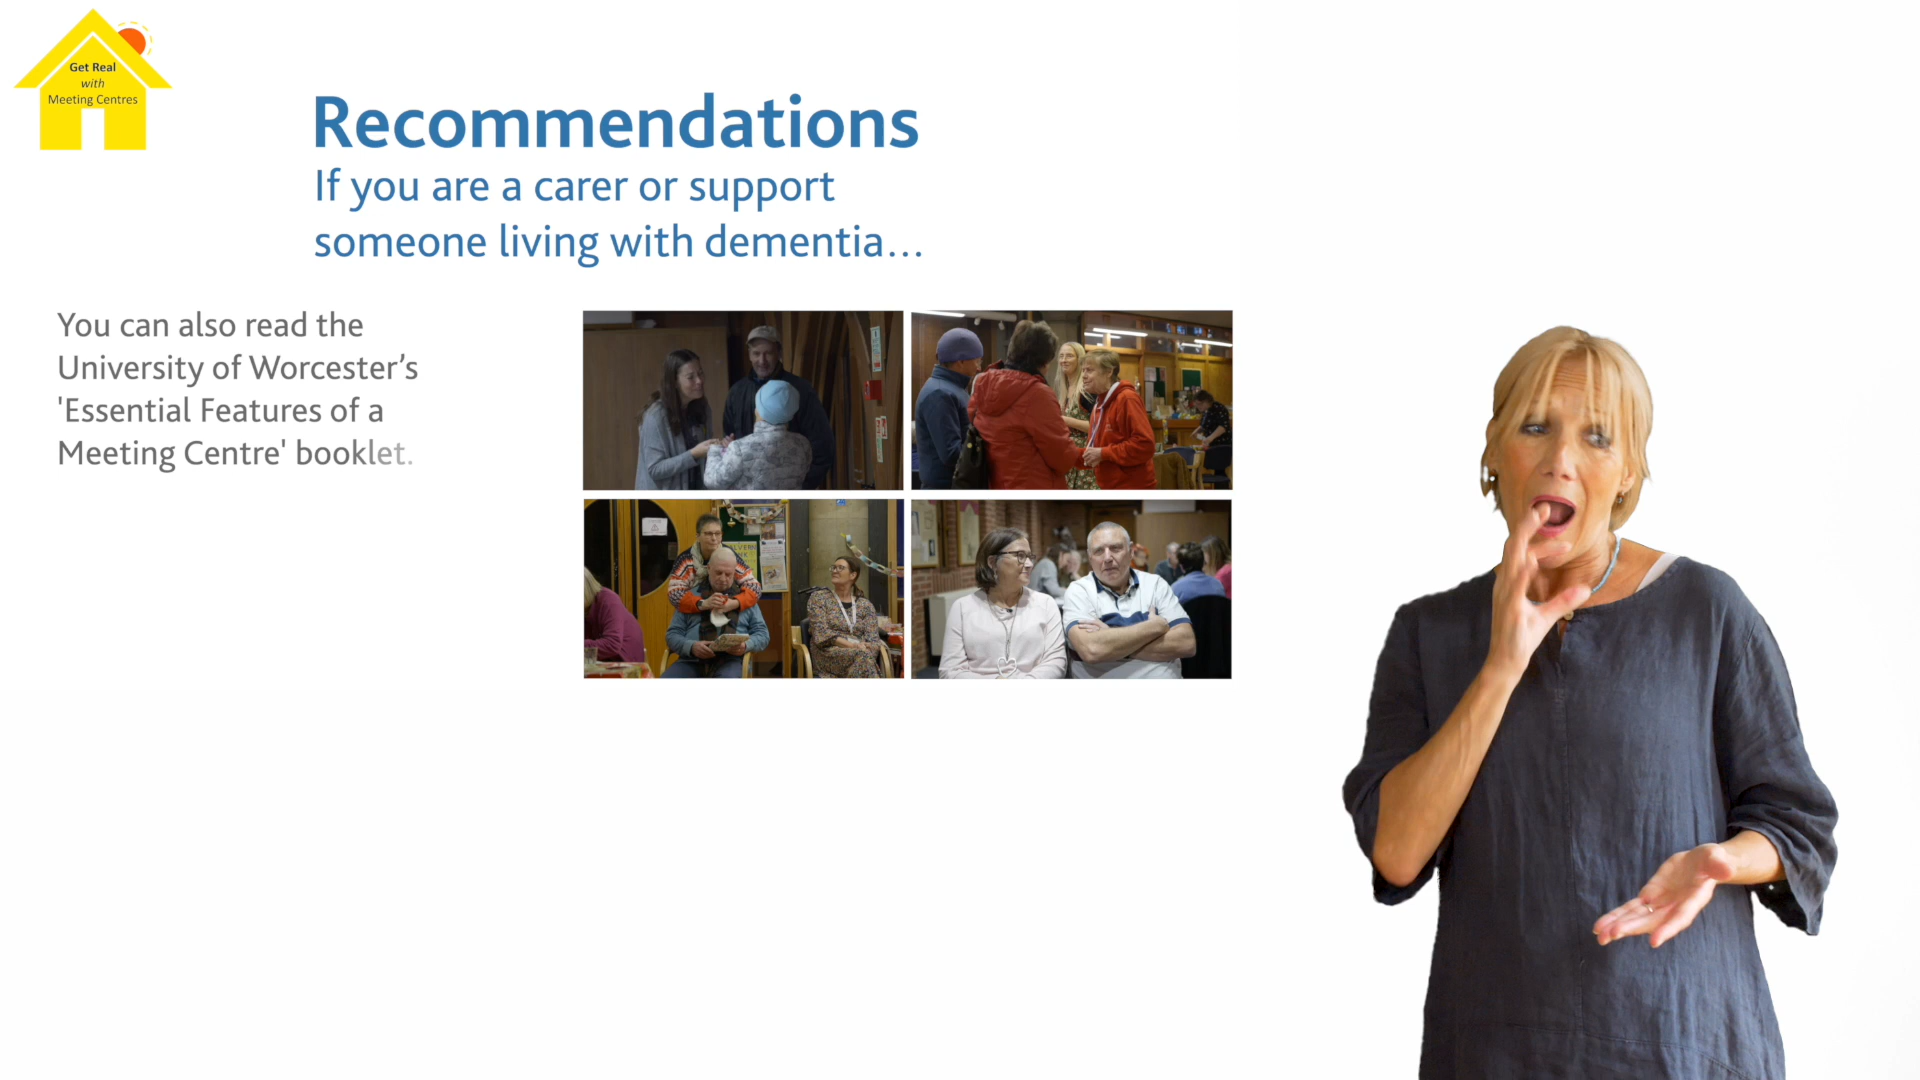 Get Real
with
Meeting Centres
Recommendations
If you are a carer or support
someone living with dementia…
You can also read the
University of Worcester’s
'Essential Features of a
Meeting Centre' booklet.